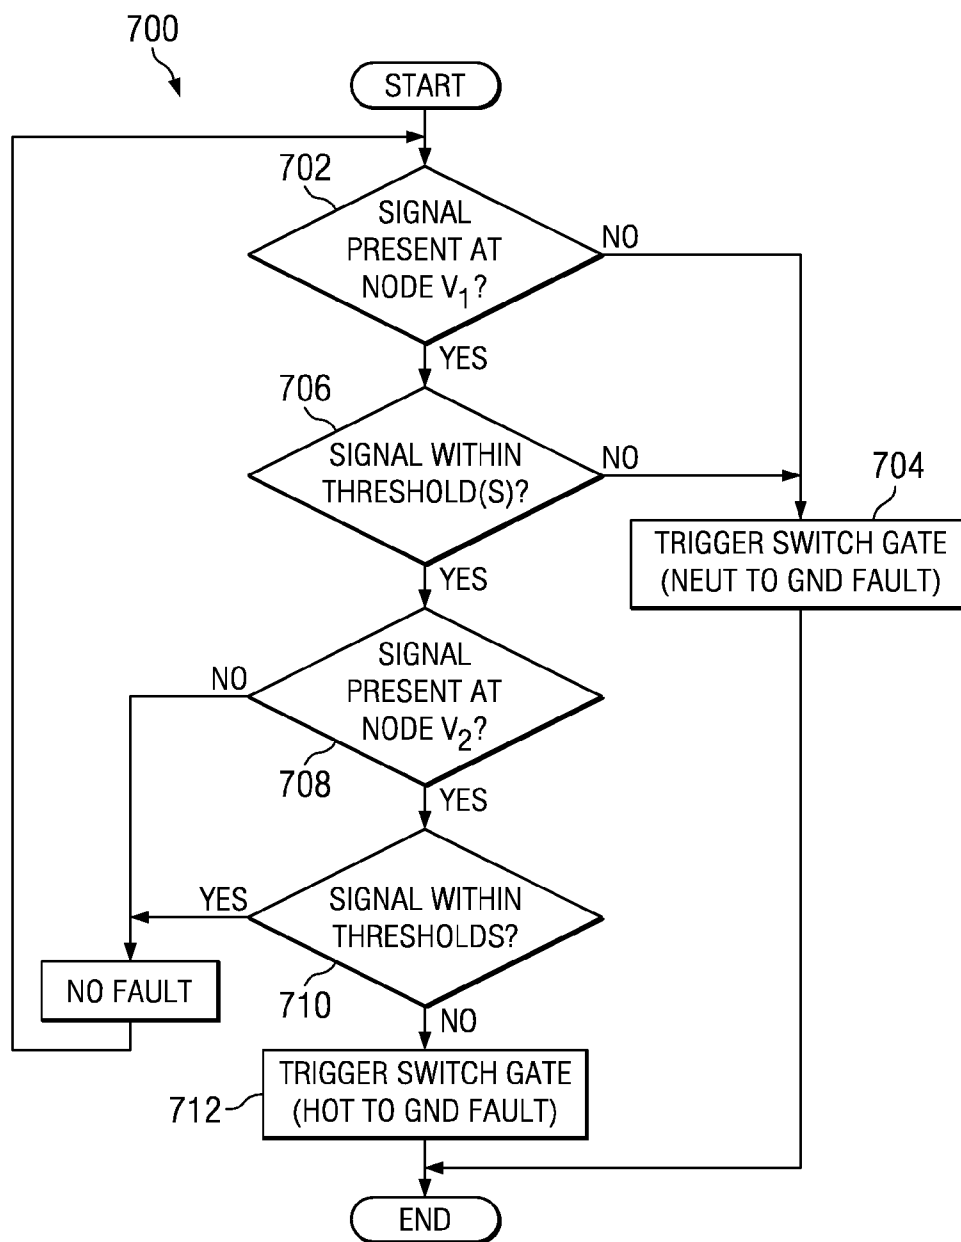 700
START
702
SIGNAL
PRESENT AT
NODE V1?
NO
YES
706
SIGNAL WITHIN
THRESHOLD(S)?
NO
704
TRIGGER SWITCH GATE
(NEUT TO GND FAULT)
YES
SIGNAL
PRESENT AT
NODE V2?
NO
708
YES
SIGNAL WITHIN
THRESHOLDS?
YES
710
NO FAULT
NO
TRIGGER SWITCH GATE
(HOT TO GND FAULT)
712
END